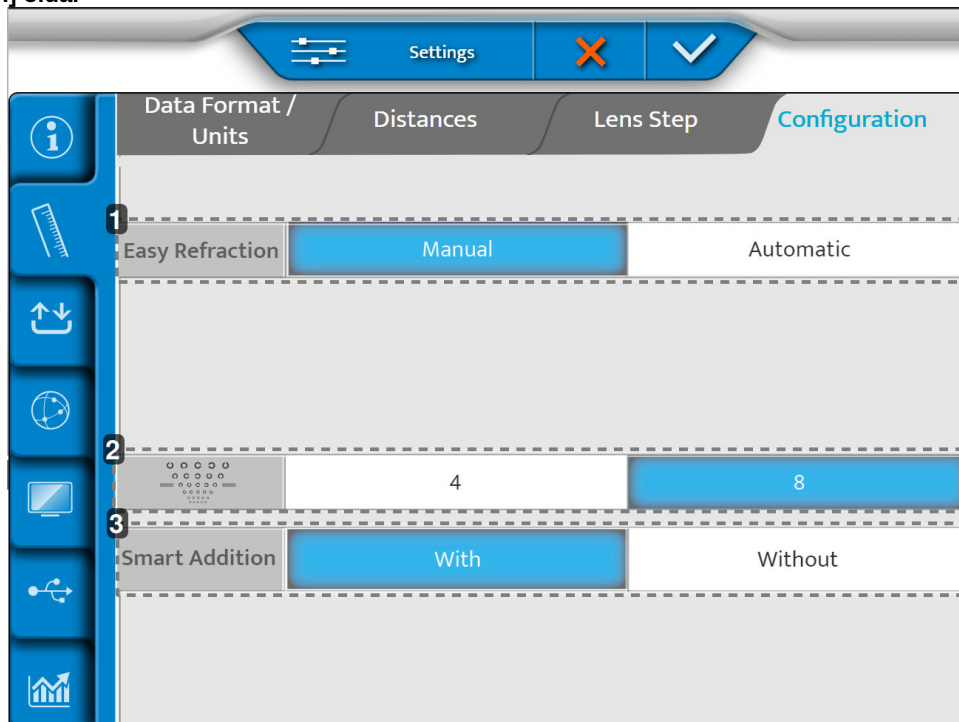 Settings
Data Format /
Units
Distances
Lens Step
Configuration
1
Easy Refraction
Manual
Automatic
2
4
8
3
Smart Addition
With
Without